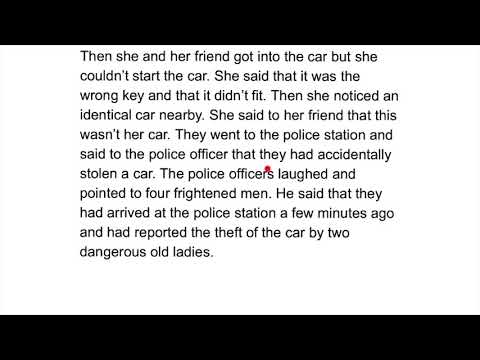 Then she and her friend got into the car but she
couldn't start the car. She said that it was the
wrong key and that it didn't fit. Then she noticed an
identical car nearby. She said to her friend that this
wasn't her car. They went to the police station and
said to the police officer that they had accidentally
stolen a car. The police officers laughed and
pointed to four frightened men. He said that they
had arrived at the police station a few minutes ago
and had reported the theft of the car by two
dangerous old ladies.